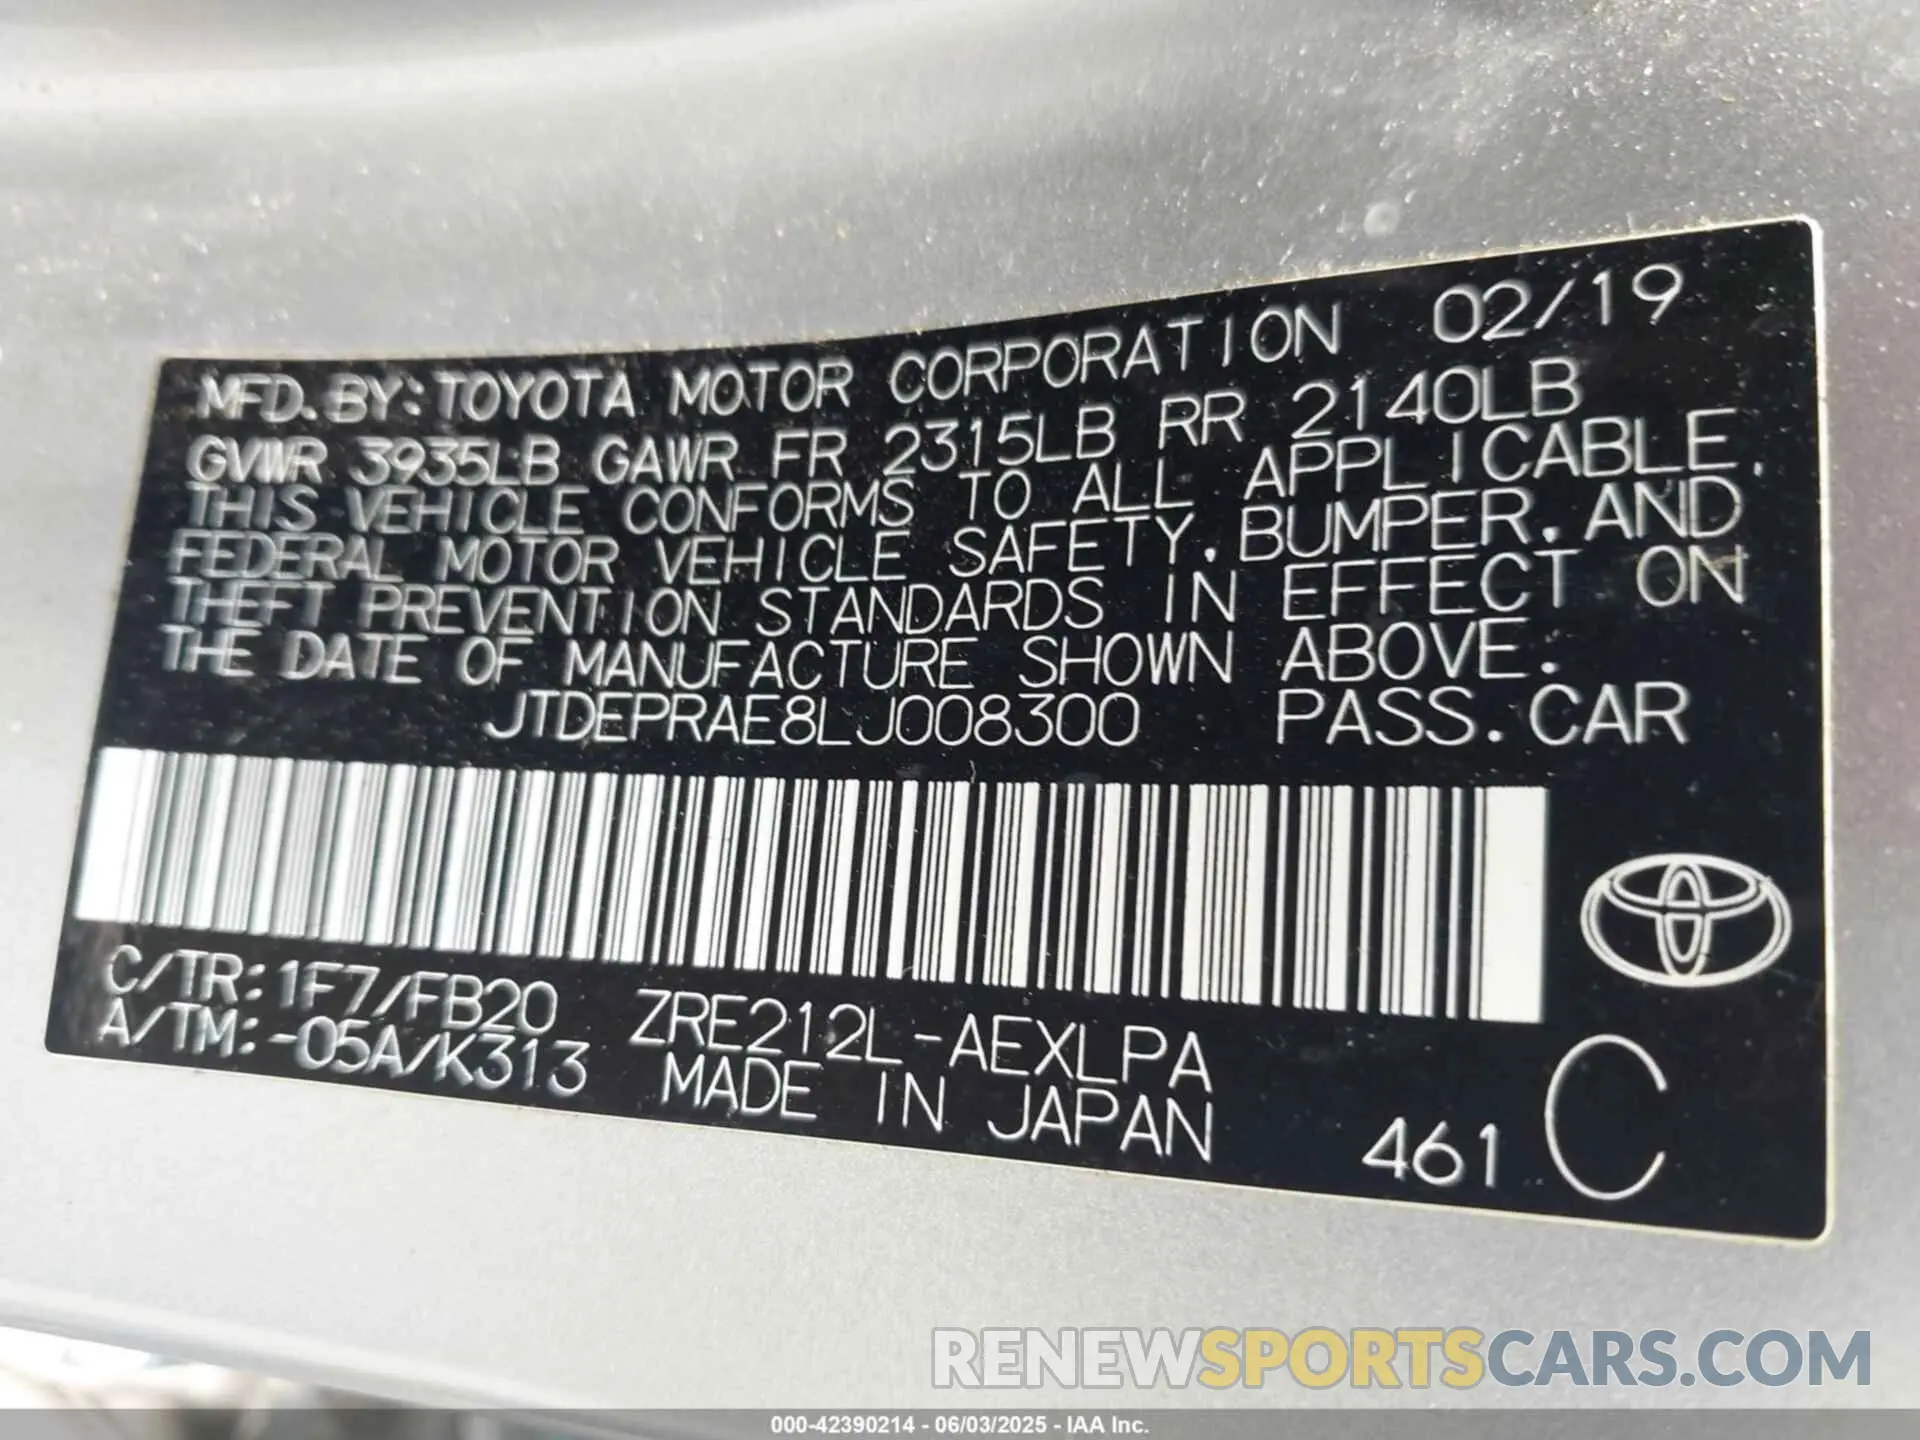 MFD. BY: TOYOTA MOTOR CORPORATION 02/19
GVWR 3935LB GAWR FR 2315LB RR 2140LB
THIS VEHICLE CONFORMS TO ALL APPLICABLE
FEDERAL MOTOR VEHICLE SAFETY, BUMPER, AND
THEFT PREVENTION STANDARDS IN EFFECT ON
THE DATE OF MANUFACTURE SHOWN ABOVE.
JTDEPRAE8LJ008300 PASS. CAR
C/TR: 1F7/FB20 ZRE212L-AEXLPA
A/TM: -05A/K313 MADE IN JAPAN 461 C
RENEWSPORTSCARS.COM
000-42390214 - 06/03/2025 - IAA Inc.